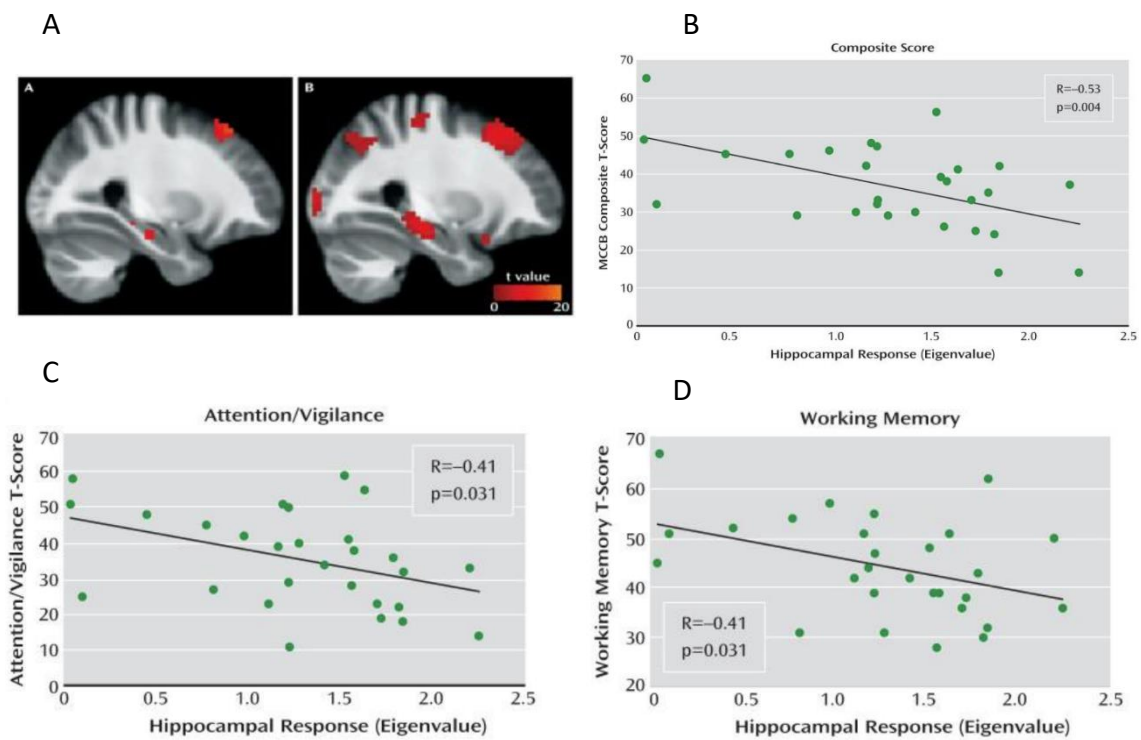 A
A
B
t value
0
20
B
Composite Score
70
60
50
40
30
20
10
0
MCCB Composite T-Score
R=–0.53
p=0.004
0
0.5
1.0
1.5
2.0
2.5
Hippocampal Response (Eigenvalue)
C
Attention/Vigilance
70
60
50
40
30
20
10
0
Attention/Vigilance T-Score
R=–0.41
p=0.031
0
0.5
1.0
1.5
2.0
2.5
Hippocampal Response (Eigenvalue)
D
Working Memory
70
60
50
40
30
20
Working Memory T-Score
R=–0.41
p=0.031
0
0.5
1.0
1.5
2.0
2.5
Hippocampal Response (Eigenvalue)